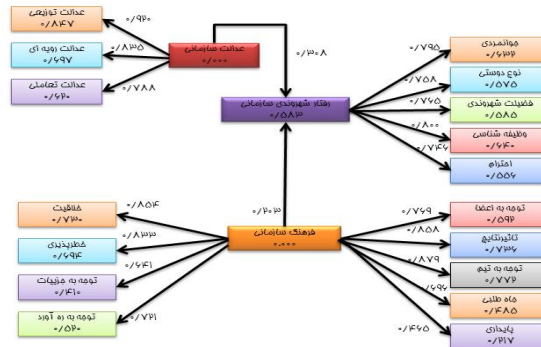 عدالت توزیعی
۰/۸۴۷
عدالت رویه ای
۰/۶۹۷
عدالت تعاملی
۰/۶۲۰
۰/۹۲۰
۰/۸۳۵
۰/۷۸۸
عدالت سازمانی
۰/۰۰۰
۰/۳۰۸
رفتار شهروندی سازمانی
۰/۵۸۳
۰/۷۹۵
۰/۷۵۸
۰/۷۶۵
۰/۸۰۰
۰/۷۴۶
جوانمردی
۰/۶۳۲
نوع دوستی
۰/۵۷۵
فضیلت شهروندی
۰/۵۸۵
وظیفه شناسی
۰/۶۴۰
احترام
۰/۵۵۶
۰/۲۰۳
فرهنگ سازمانی
۰.۰۰۰
خلاقیت
۰/۷۳۰
خطرپذیری
۰/۶۹۴
توجه به جزییات
۰/۴۱۰
توجه به ره آورد
۰/۵۲۰
۰/۸۵۴
۰/۸۳۳
۰/۶۴۱
۰/۷۲۱
۰/۷۶۹
۰/۸۵۸
۰/۸۷۹
۰/۶۹۶
۰/۴۶۵
توجه به اعضا
۰/۵۹۲
تاثیرنتایج
۰/۷۳۶
توجه به تیم
۰/۷۷۲
جاه طلبی
۰/۴۸۵
پایداری
۰/۲۱۷